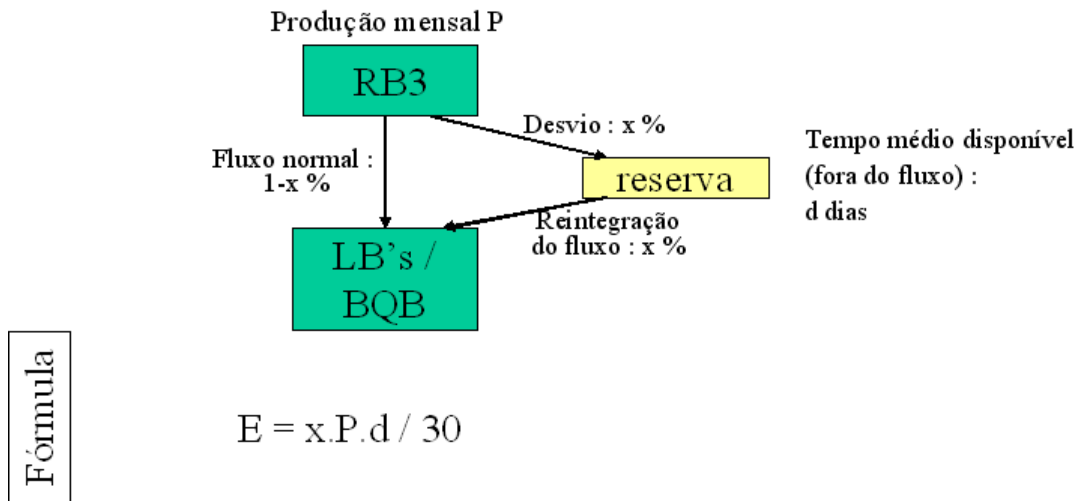 Produção mensal P
RB3
Desvio : x %
Fluxo normal :
1-x %
reserva
Tempo médio disponível
(fora do fluxo) :
d dias
Reintegração
do fluxo : x %
LB’s /
BQB
Fórmula
E = x.P.d / 30